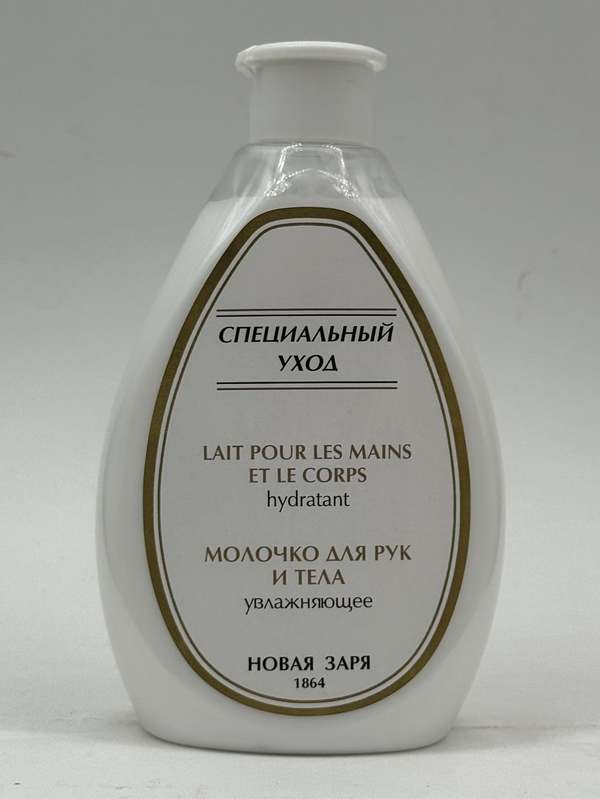 СПЕЦИАЛЬНЫЙ
УХОД
LAIT POUR LES MAINS
ET LE CORPS
hydratant
МОЛОЧКО ДЛЯ РУК
И ТЕЛА
увлажняющее
НОВАЯ ЗАРЯ
1864